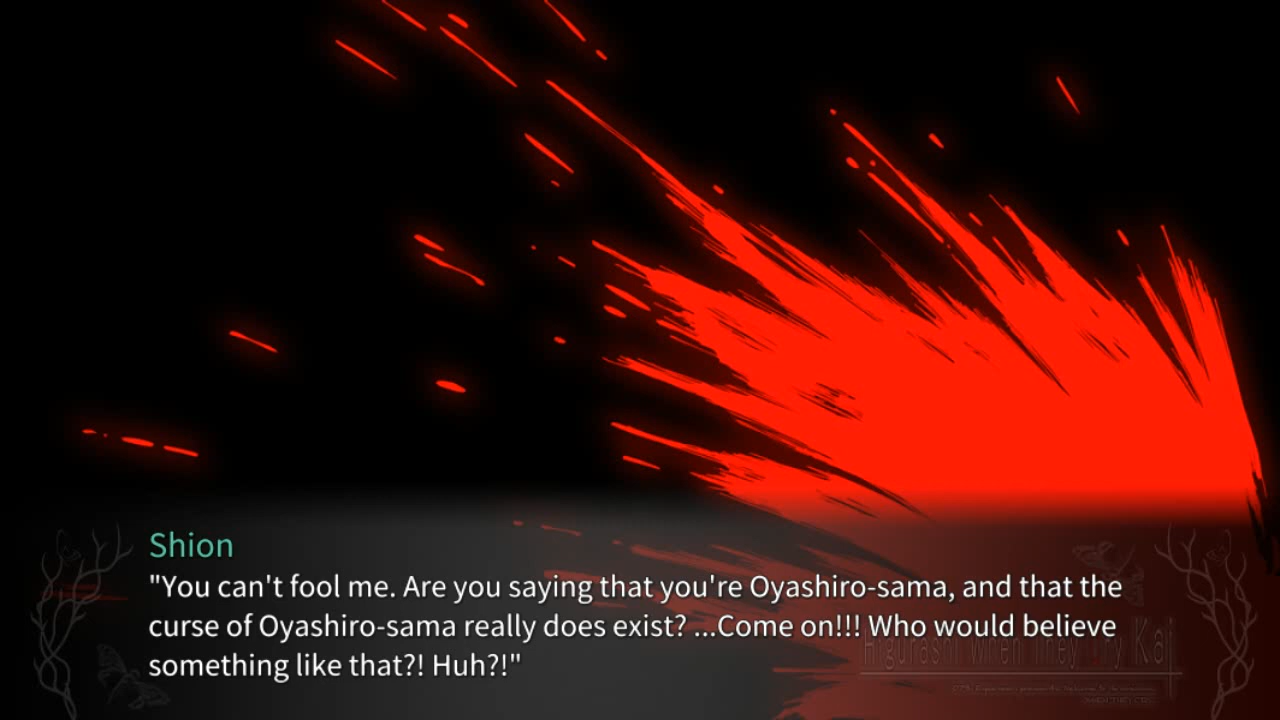 Shion
"You can't fool me. Are you saying that you're Oyashiro-sama, and that the
curse of Oyashiro-sama really does exist? ...Come on!!! Who would believe
something like that?! Huh?!"
Higurashi When They Cry Kai